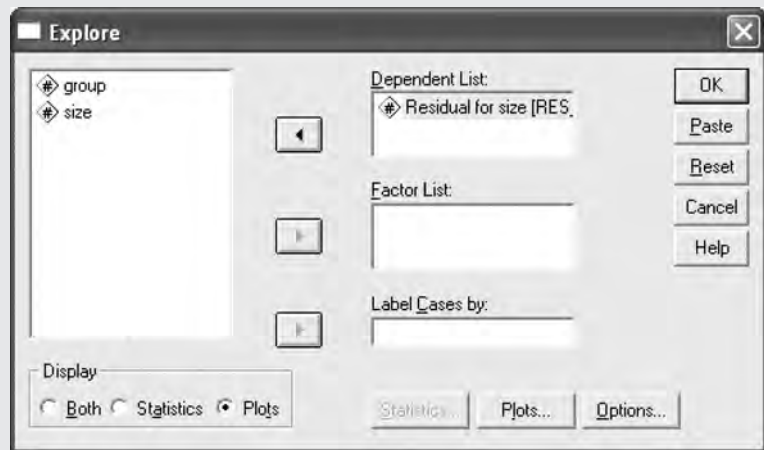 Explore
group
size
Dependent List:
Residual for size [RES_
Factor List:
Label Cases by:
OK
Paste
Reset
Cancel
Help
Display
Both Statistics Plots
Statistics... Plots... Options...